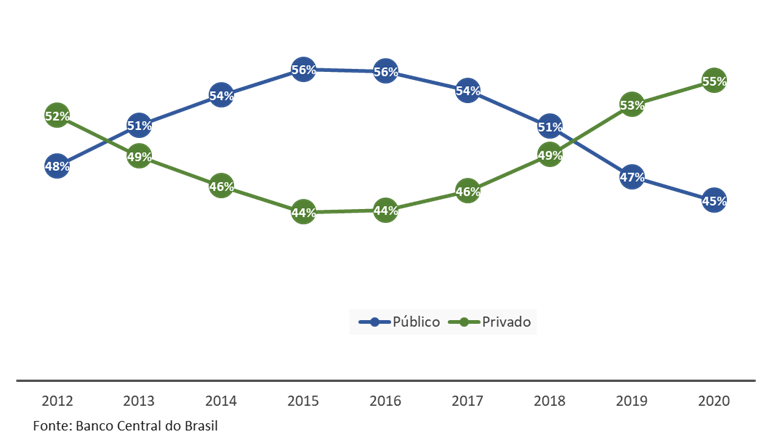 56% 56% 55%
54% 54% 53%
52% 51% 51%
48% 49% 49% 47%
46% 46% 45%
44% 44%
Público Privado
2012 2013 2014 2015 2016 2017 2018 2019 2020
Fonte: Banco Central do Brasil